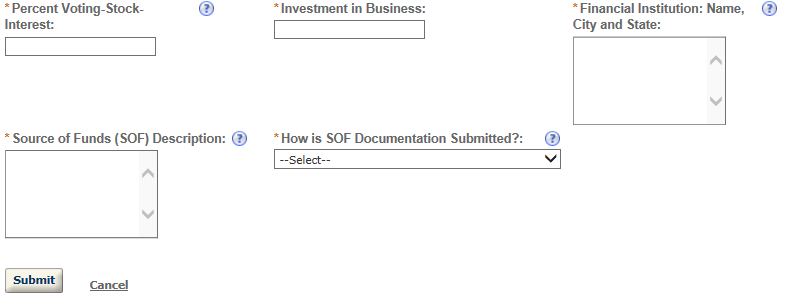 *Percent Voting-Stock-
Interest:
?
*Investment in Business:
*Financial Institution: Name,
City and State:
?
*Source of Funds (SOF) Description:
?
*How is SOF Documentation Submitted?:
?
--Select--
Submit
Cancel